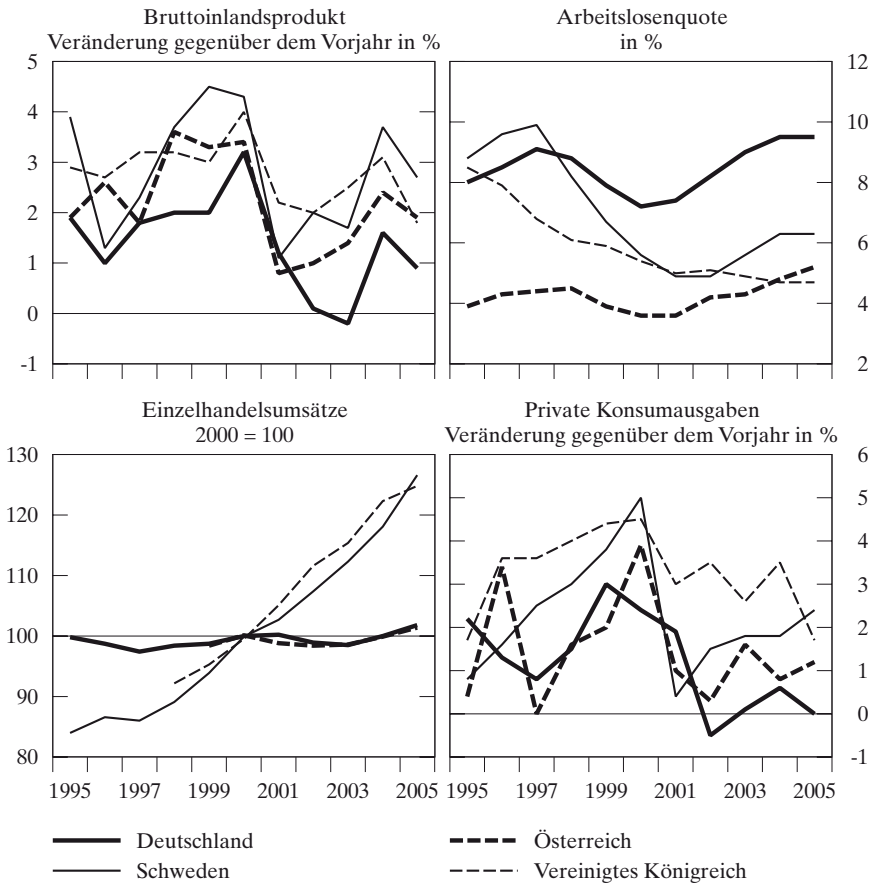 Bruttoinlandsprodukt
Veränderung gegenüber dem Vorjahr in %
5
4
3
2
1
0
-1
Arbeitslosenquote
in %
12
10
8
6
4
2
Einzelhandelsumsätze
2000 = 100
130
120
110
100
90
80
1995 1997 1999 2001 2003 2005
Private Konsumausgaben
Veränderung gegenüber dem Vorjahr in %
6
5
4
3
2
1
0
-1
1995 1997 1999 2001 2003 2005
Deutschland
Schweden
Österreich
Vereinigtes Königreich